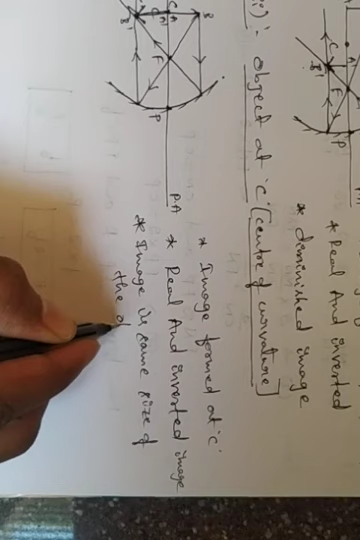 * Real And inverted
* diminished image
ii): object at 'C' [centre of curvature]
* Image formed at 'C'
* Real And inverted image
* Image is same size of
the o
A
B
C
A'
B'
F
P
P.A
A'
B'
F
P